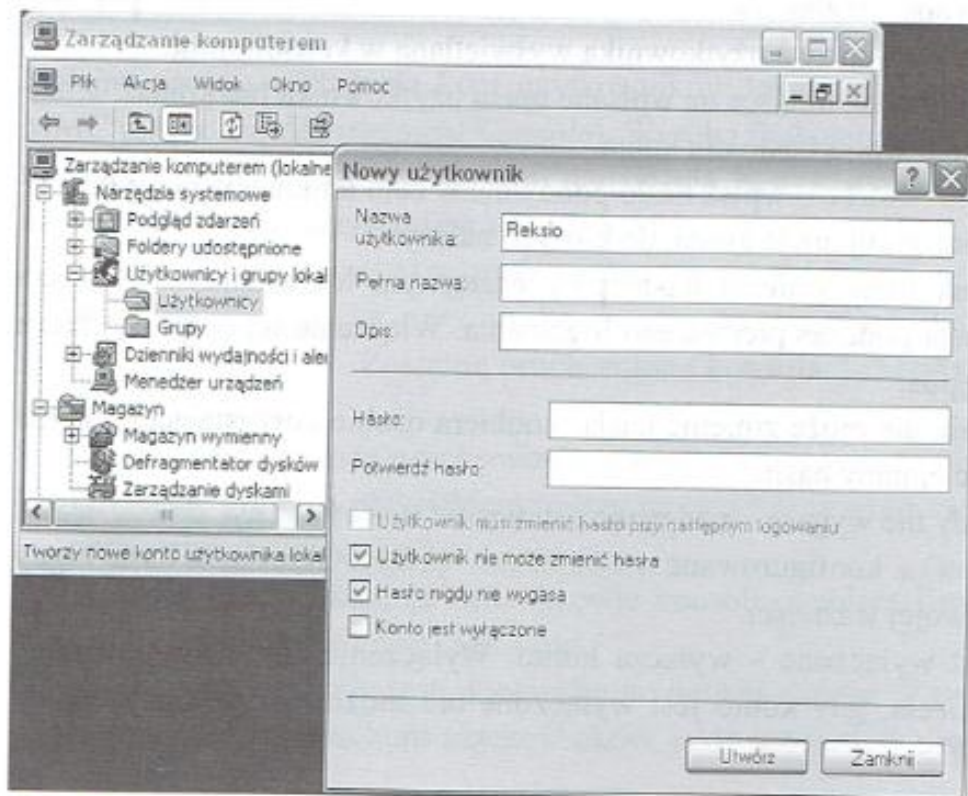 Zarządzanie komputerem
Plik Akcja Widok Okno Pomoc
Zarządzanie komputerem (lokalne
Narzędzia systemowe
Podgląd zdarzeń
Foldery udostępnione
Użytkownicy i grupy lokal
Użytkownicy
Grupy
Dzienniki wydajności i aler
Menedżer urządzeń
Magazyn
Magazyn wymienny
Defragmentator dysków
Zarządzanie dyskami
Tworzy nowe konto użytkownika lokal
Nowy użytkownik
Nazwa
użytkownika:
Reksio
Pełna nazwa:
Opis:
Hasło:
Potwierdź hasło:
Użytkownik musi zmienić hasło przy następnym logowaniu
Użytkownik nie może zmienić hasła
Hasło nigdy nie wygasa
Konto jest wyłączone
Utwórz Zamknij